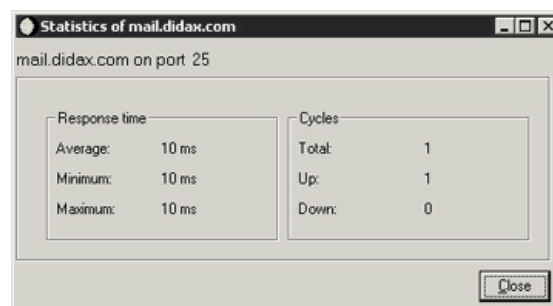 Statistics of mail.didax.com
mail.didax.com on port 25
Response time
Average: 10 ms
Minimum: 10 ms
Maximum: 10 ms
Cycles
Total: 1
Up: 1
Down: 0
Close